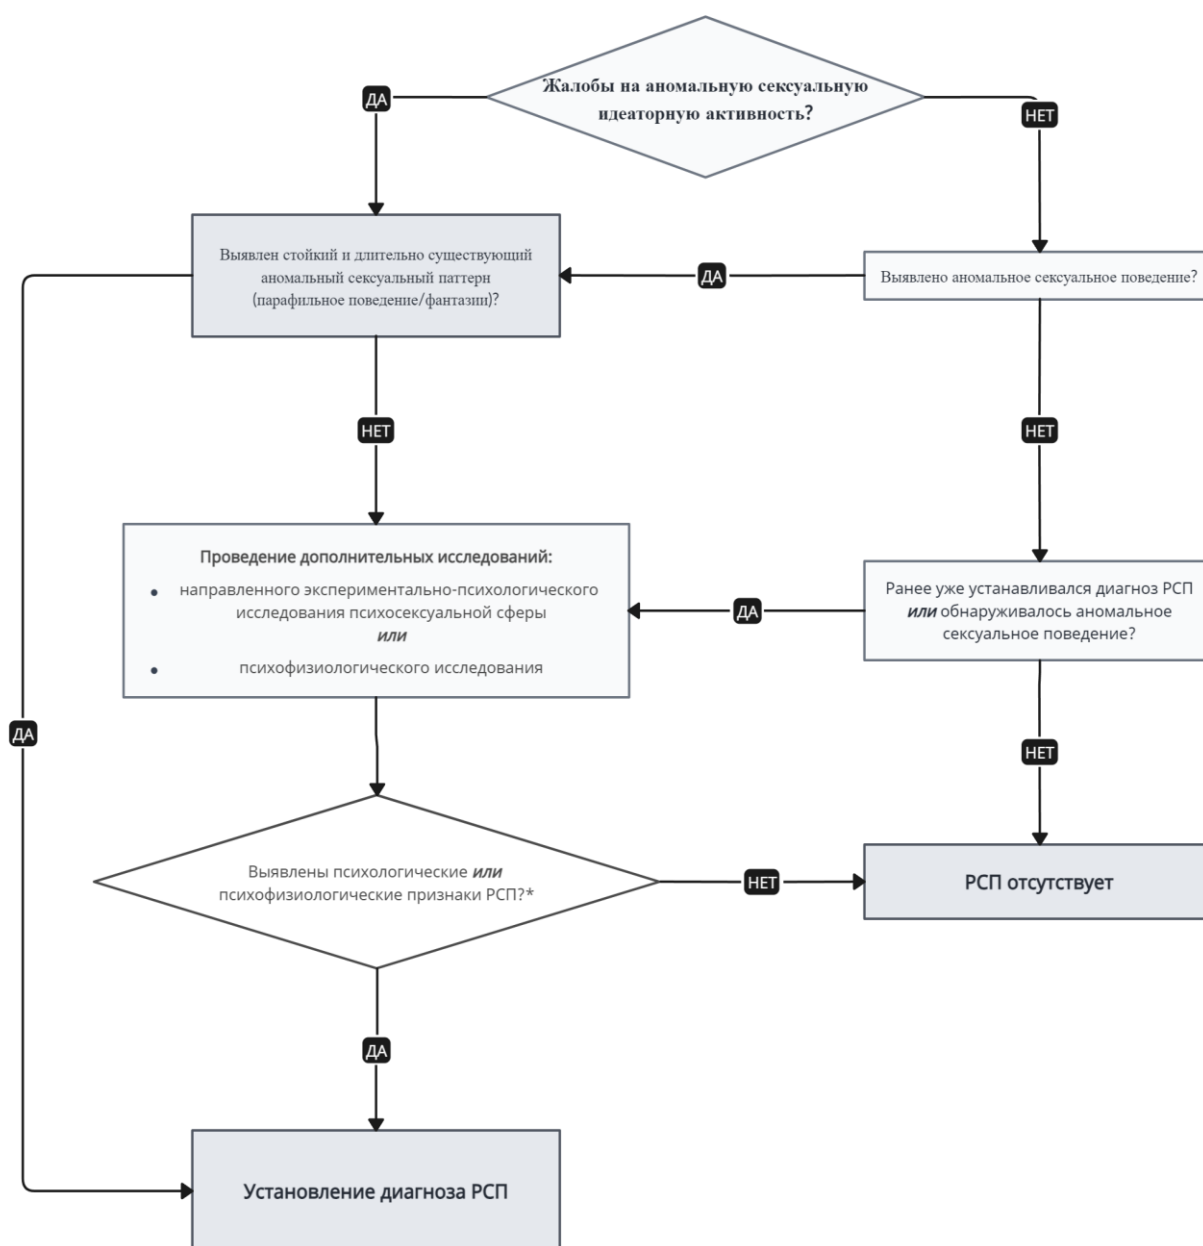 Жалобы на аномальную сексуальную
идеаторную активность?
ДА
НЕТ
Выявлен стойкий и длительно существующий
аномальный сексуальный паттерн
(парафильное поведение/фантазии)?
ДА
Выявлено аномальное сексуальное поведение?
НЕТ
НЕТ
Проведение дополнительных исследований:
• направленного экспериментально-психологического
исследования психосексуальной сферы
или
• психофизиологического исследования
ДА
Ранее уже устанавливался диагноз РСП
или обнаруживалось аномальное
сексуальное поведение?
ДА
НЕТ
Выявлены психологические или
психофизиологические признаки РСП?*
НЕТ
РСП отсутствует
ДА
Установление диагноза РСП